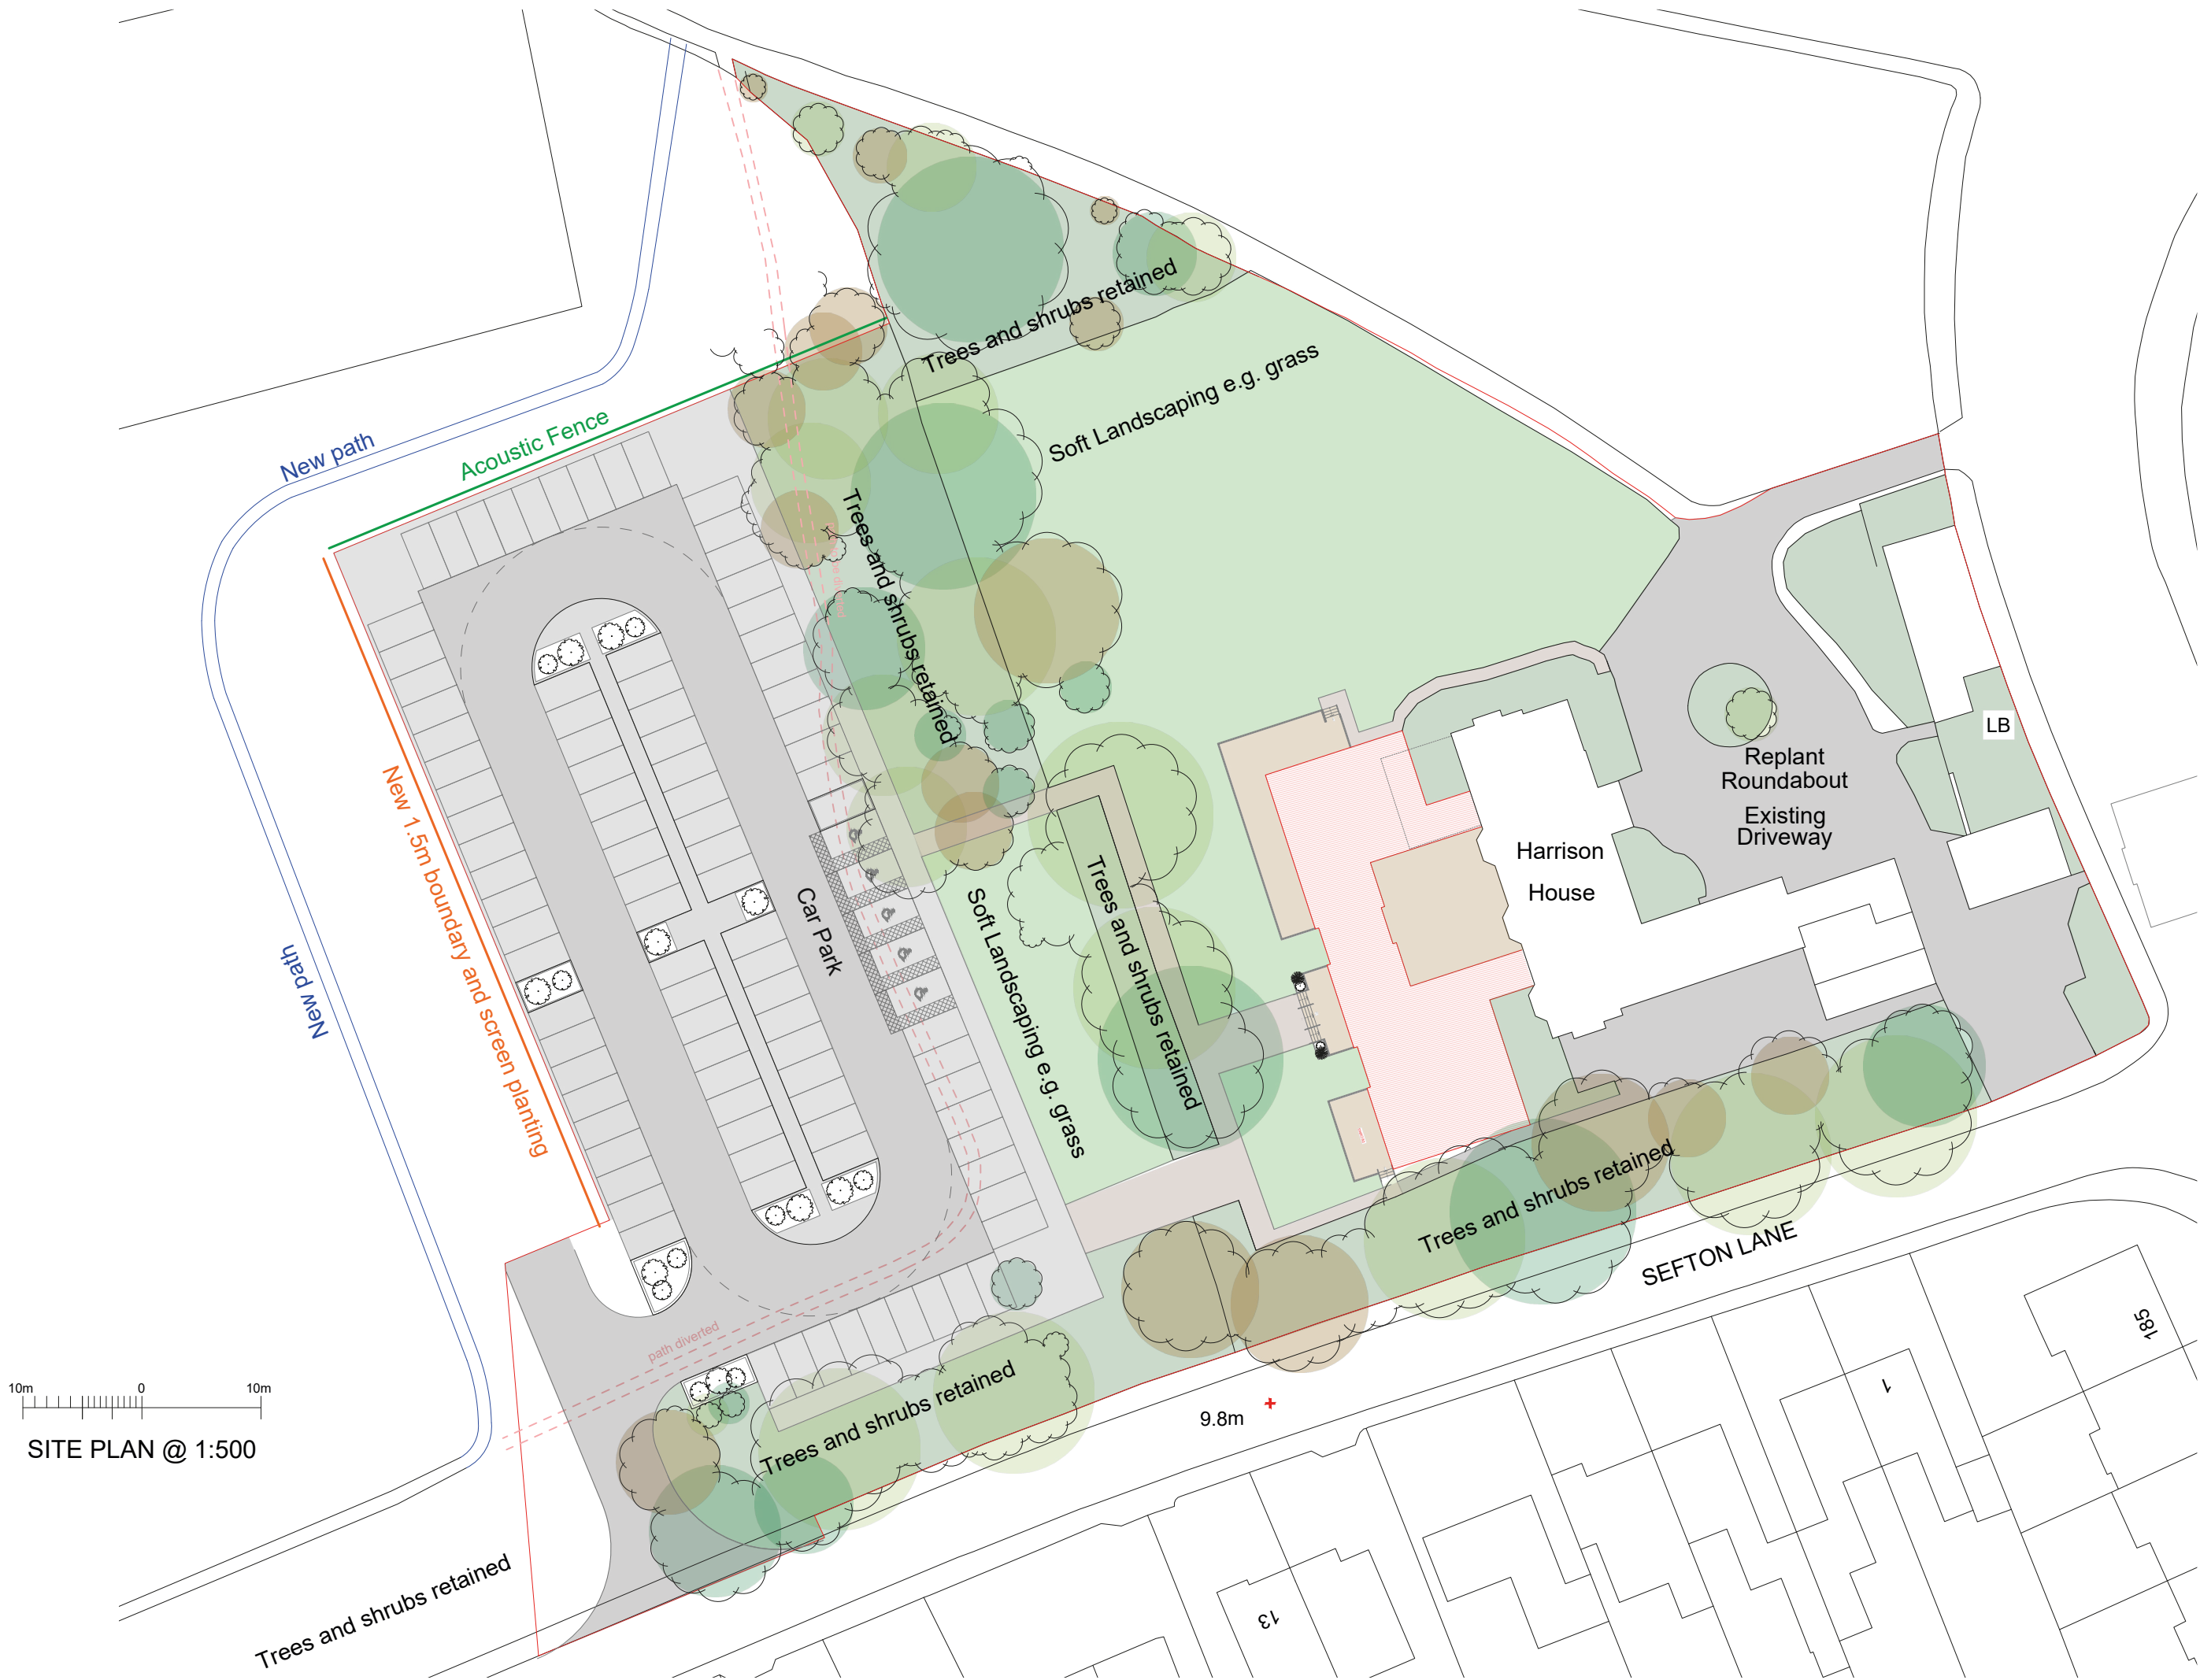 Trees and shrubs retained
Soft Landscaping e.g. grass
New path
Acoustic Fence
Trees and shrubs retained
path diverted
LB
Replant
Roundabout
Existing
Driveway
Harrison
House
New 1.5m boundary and screen planting
Car Park
Soft Landscaping e.g. grass
Trees and shrubs retained
New path
Trees and shrubs retained
SEFTON LANE
185
path diverted
10m
0
10m
SITE PLAN @ 1:500
Trees and shrubs retained
9.8m
1
13
Trees and shrubs retained